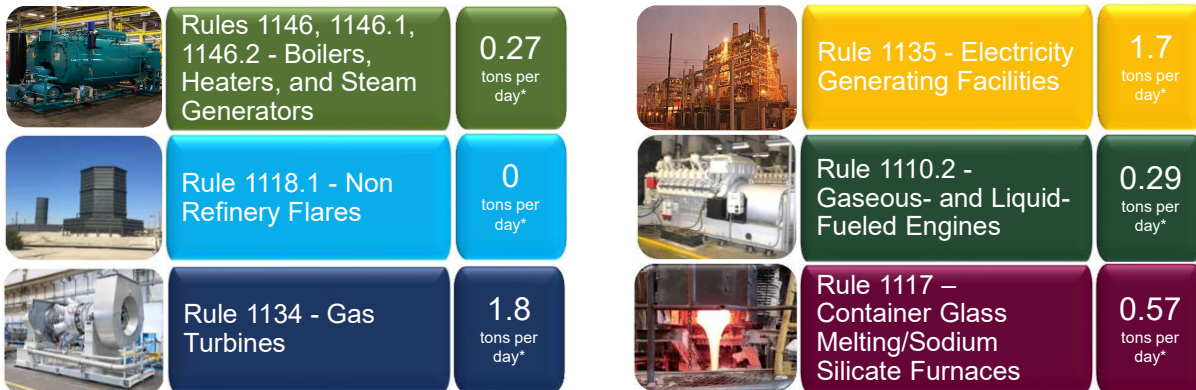 Rules 1146, 1146.1,
1146.2 - Boilers,
Heaters, and Steam
Generators
0.27
tons per
day*
Rule 1118.1 - Non
Refinery Flares
0
tons per
day*
Rule 1134 - Gas
Turbines
1.8
tons per
day*
Rule 1135 - Electricity
Generating Facilities
1.7
tons per
day*
Rule 1110.2 -
Gaseous- and Liquid-
Fueled Engines
0.29
tons per
day*
Rule 1117 –
Container Glass
Melting/Sodium
Silicate Furnaces
0.57
tons per
day*